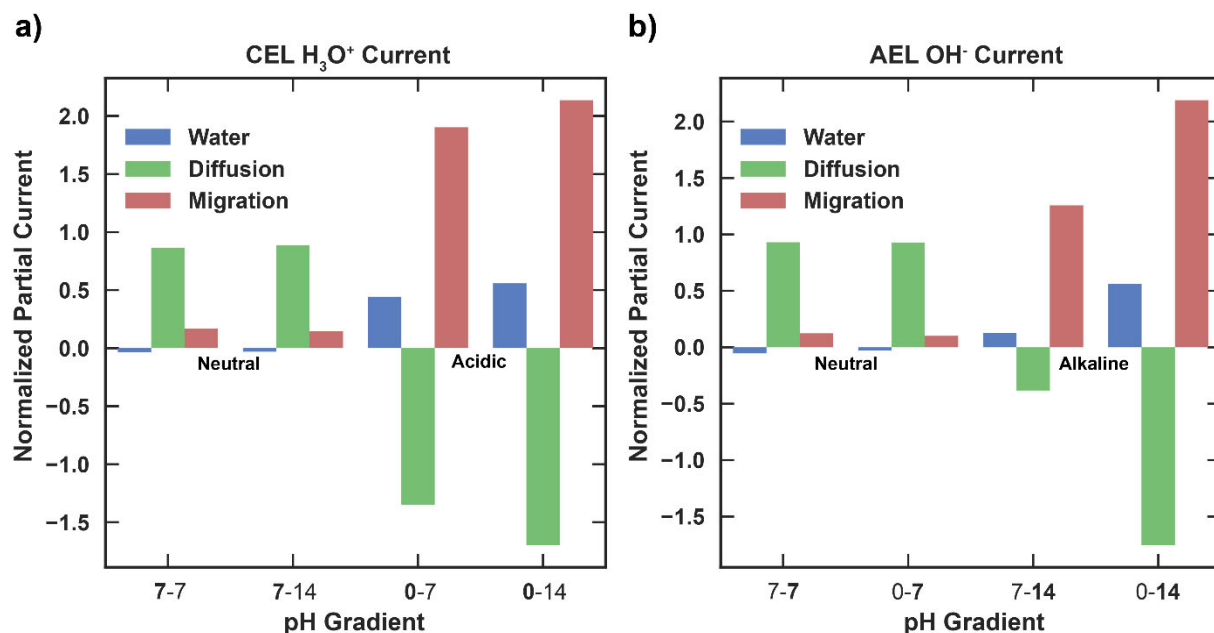 a)
CEL H₃O⁺ Current
Normalized Partial Current
2.0
1.5
1.0
0.5
0.0
−0.5
−1.0
−1.5
Water
Diffusion
Migration
Neutral
Acidic
7-7
7-14
0-7
0-14
pH Gradient
b)
AEL OH⁻ Current
Normalized Partial Current
2.0
1.5
1.0
0.5
0.0
−0.5
−1.0
−1.5
Water
Diffusion
Migration
Neutral
Alkaline
7-7
0-7
7-14
0-14
pH Gradient